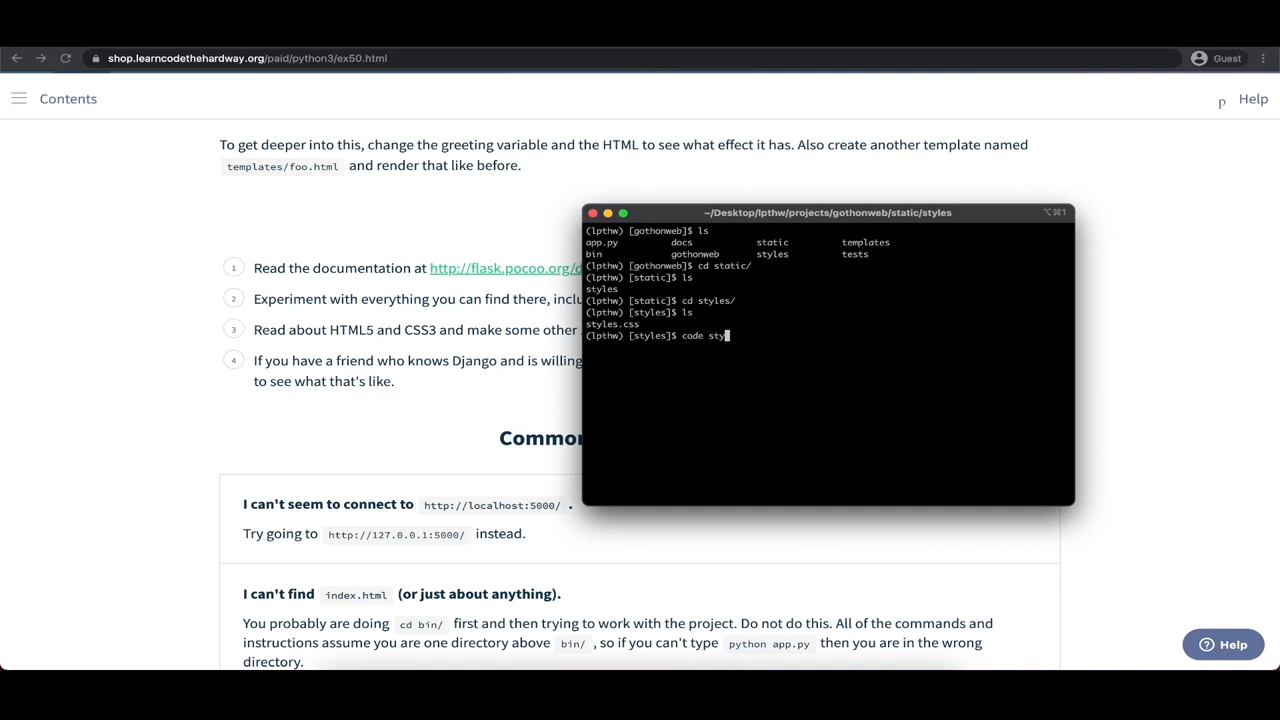 shop.learncodethehardway.org/paid/python3/ex50.html
Guest
Contents
p
Help
To get deeper into this, change the greeting variable and the HTML to see what effect it has. Also create another template named
templates/foo.html and render that like before.
~/Desktop/lpthw/projects/gothonweb/static/styles
⌥⌘1
(lpthw) [gothonweb]$ ls
app.py docs static templates
bin gothonweb styles tests
(lpthw) [gothonweb]$ cd static/
(lpthw) [static]$ ls
styles
(lpthw) [static]$ cd styles/
(lpthw) [styles]$ ls
styles.css
(lpthw) [styles]$ code sty
1 Read the documentation at http://flask.pocoo.org/
2 Experiment with everything you can find there,
3 Read about HTML5 and CSS3 and make some other
4 If you have a friend who knows Django and is willing
to see what that's like.
I can't seem to connect to http://localhost:5000/ .
Try going to http://127.0.0.1:5000/ instead.
I can't find index.html (or just about anything).
You probably are doing cd bin/ first and then trying to work with the project. Do not do this. All of the commands and
instructions assume you are one directory above bin/ , so if you can't type python app.py then you are in the wrong
directory.
Help